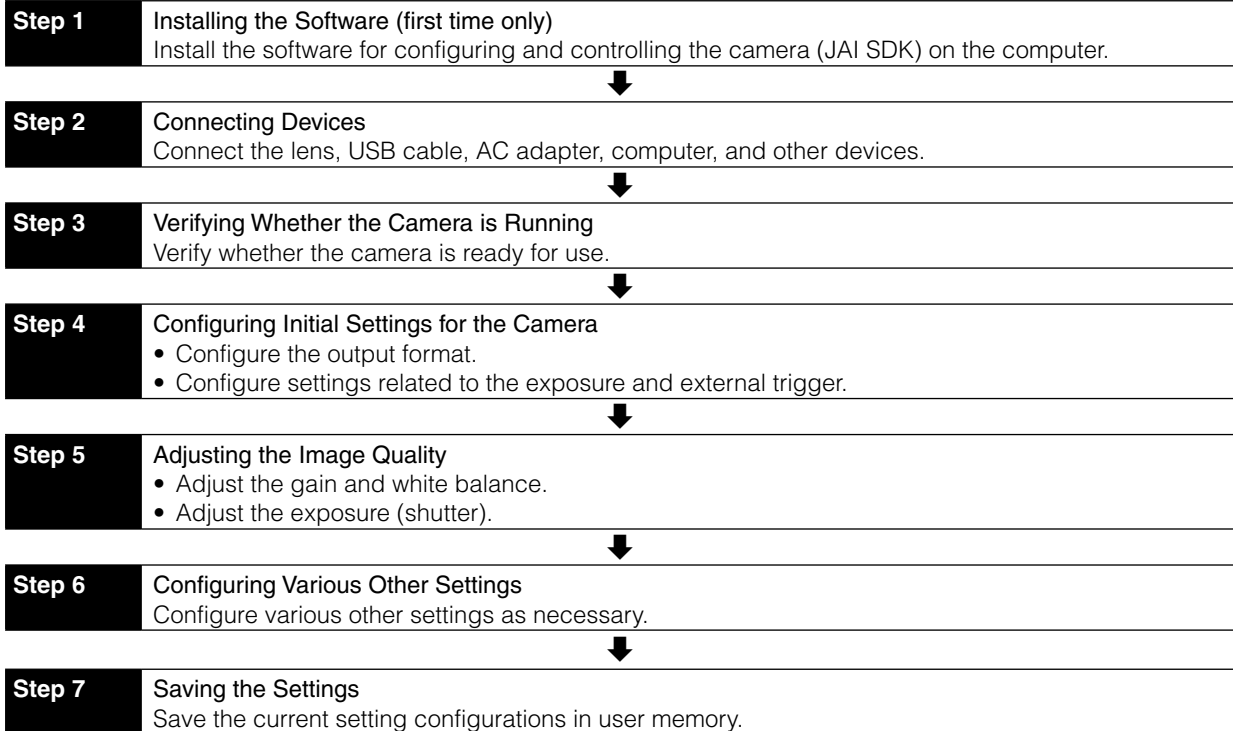 Step 1 Installing the Software (first time only)
Install the software for configuring and controlling the camera (JAI SDK) on the computer.
Step 2 Connecting Devices
Connect the lens, USB cable, AC adapter, computer, and other devices.
Step 3 Verifying Whether the Camera is Running
Verify whether the camera is ready for use.
Step 4 Configuring Initial Settings for the Camera
• Configure the output format.
• Configure settings related to the exposure and external trigger.
Step 5 Adjusting the Image Quality
• Adjust the gain and white balance.
• Adjust the exposure (shutter).
Step 6 Configuring Various Other Settings
Configure various other settings as necessary.
Step 7 Saving the Settings
Save the current setting configurations in user memory.